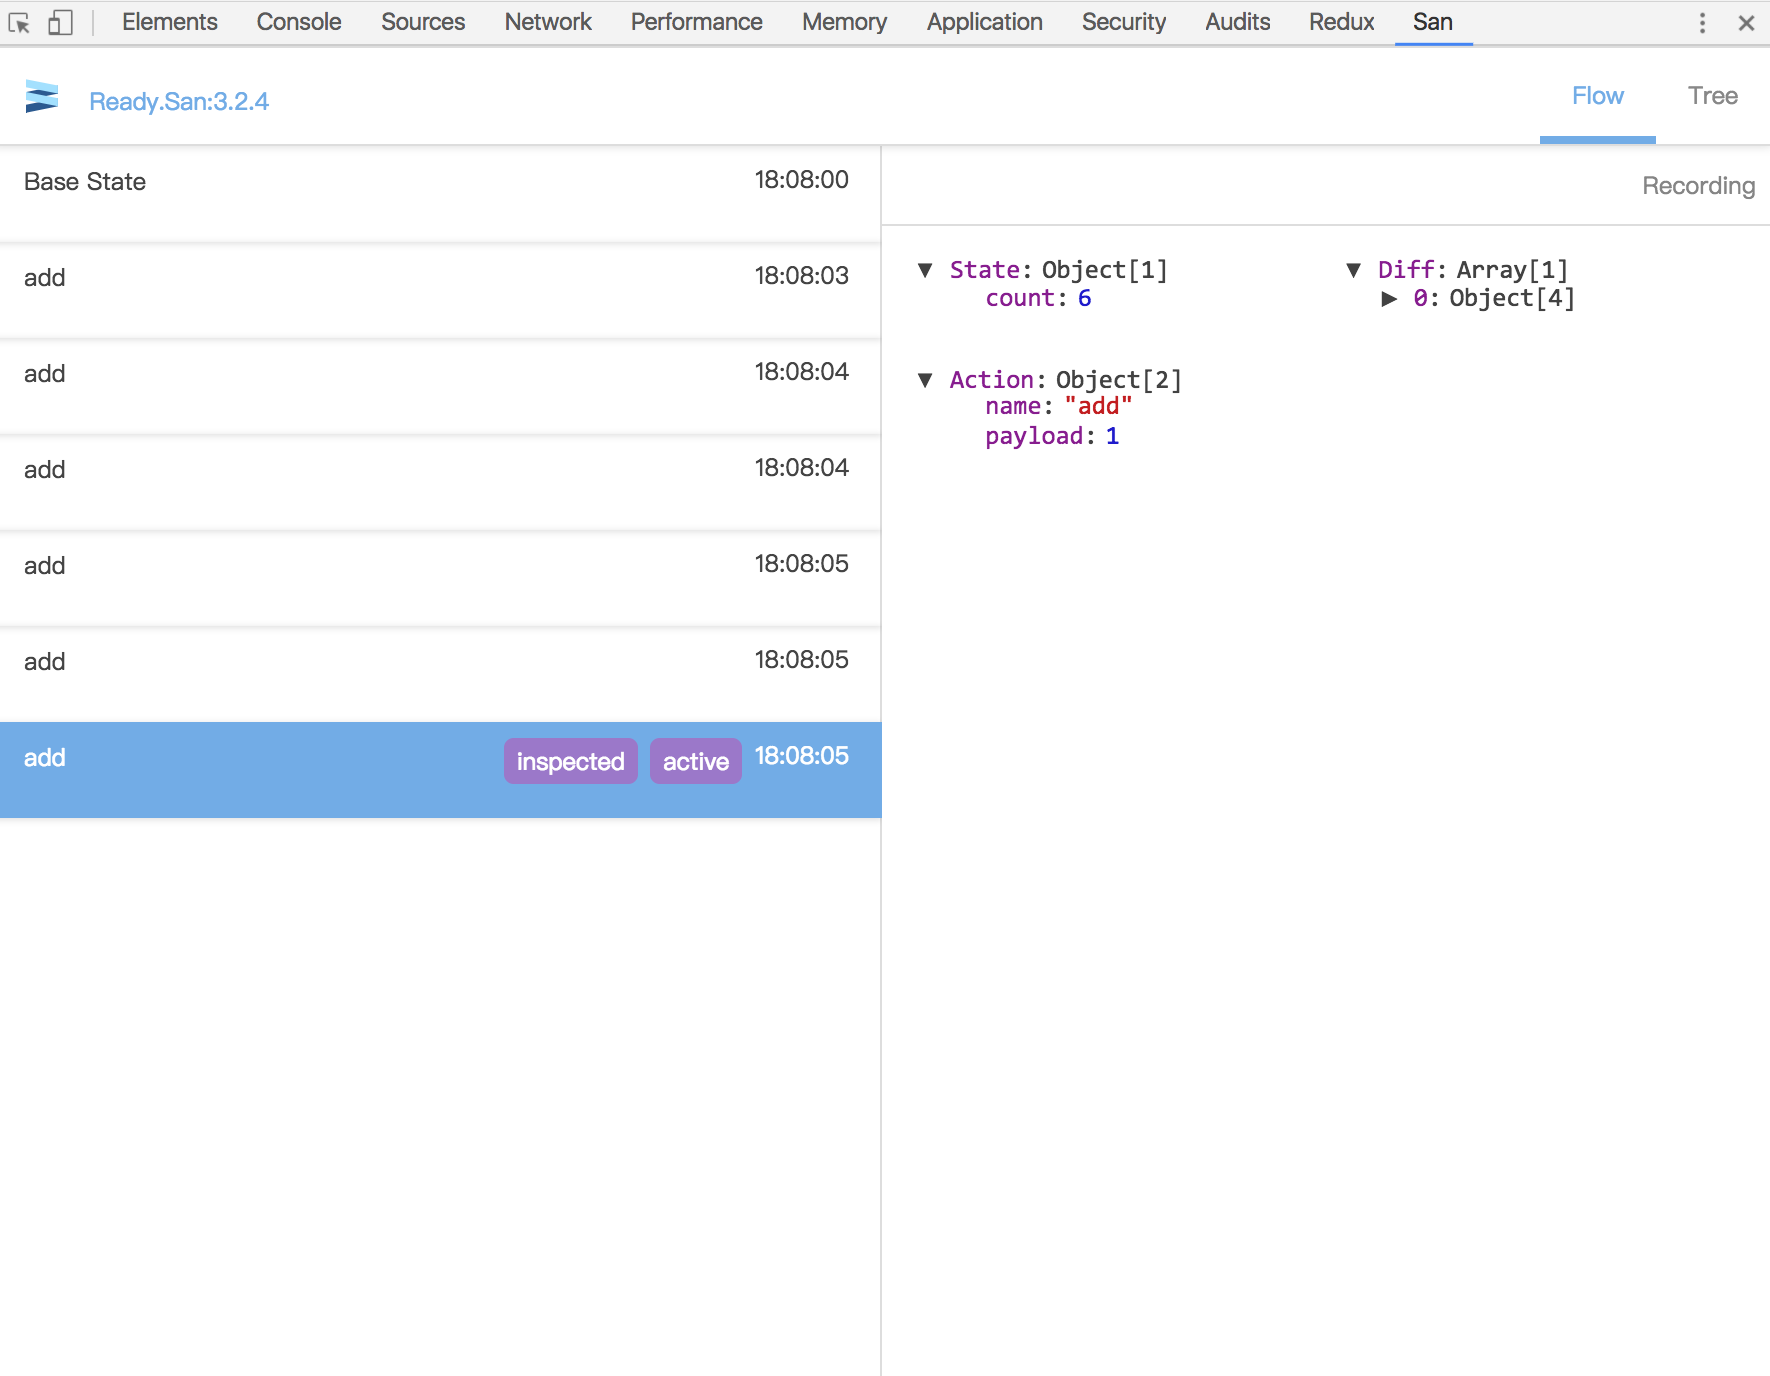 Elements Console Sources Network Performance Memory Application Security Audits Redux San
Ready.San:3.2.4
Flow Tree
Base State 18:08:00
add 18:08:03
add 18:08:04
add 18:08:04
add 18:08:05
add 18:08:05
add inspected active 18:08:05
Recording
▼ State: Object[1]
count: 6
▼ Diff: Array[1]
▶ 0: Object[4]
▼ Action: Object[2]
name: "add"
payload: 1